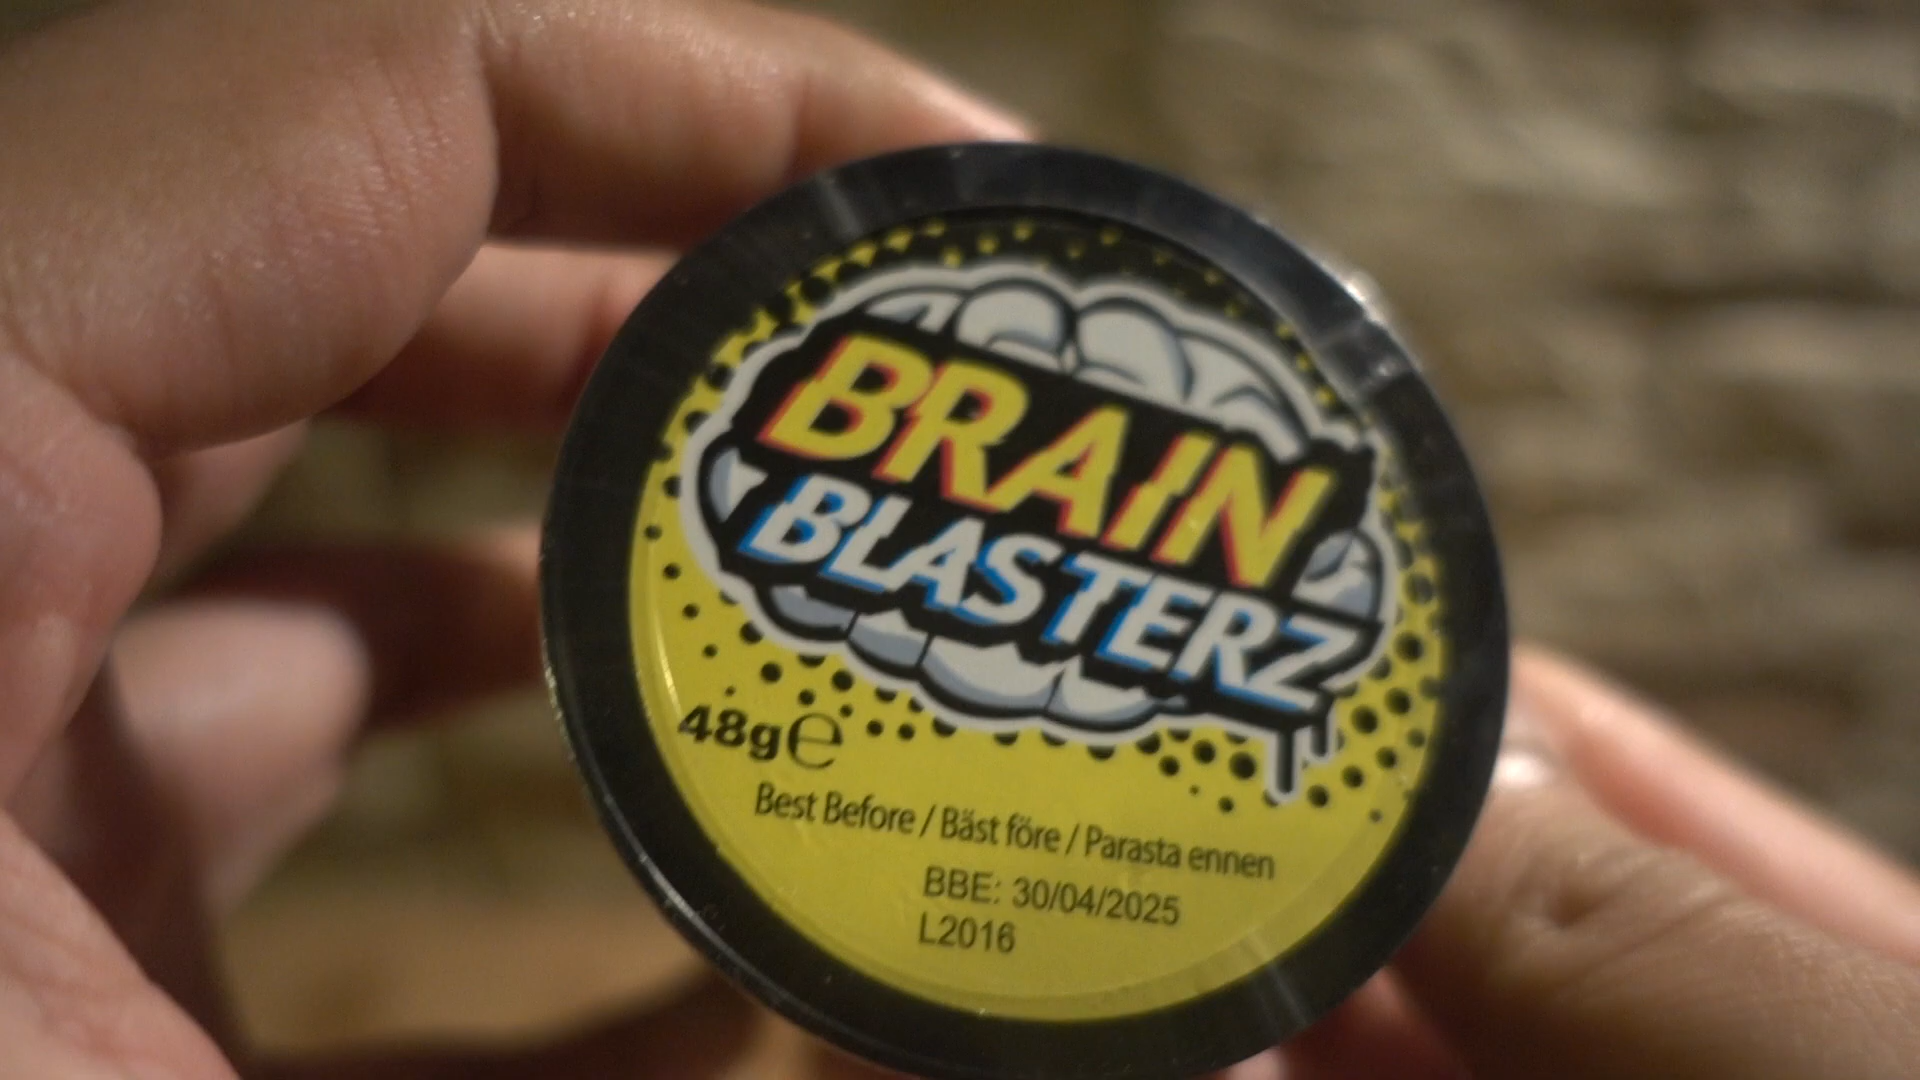 BRAIN
BLASTERZ
48g℮
Best Before / Bäst före / Parasta ennen
BBE: 30/04/2025
L2016